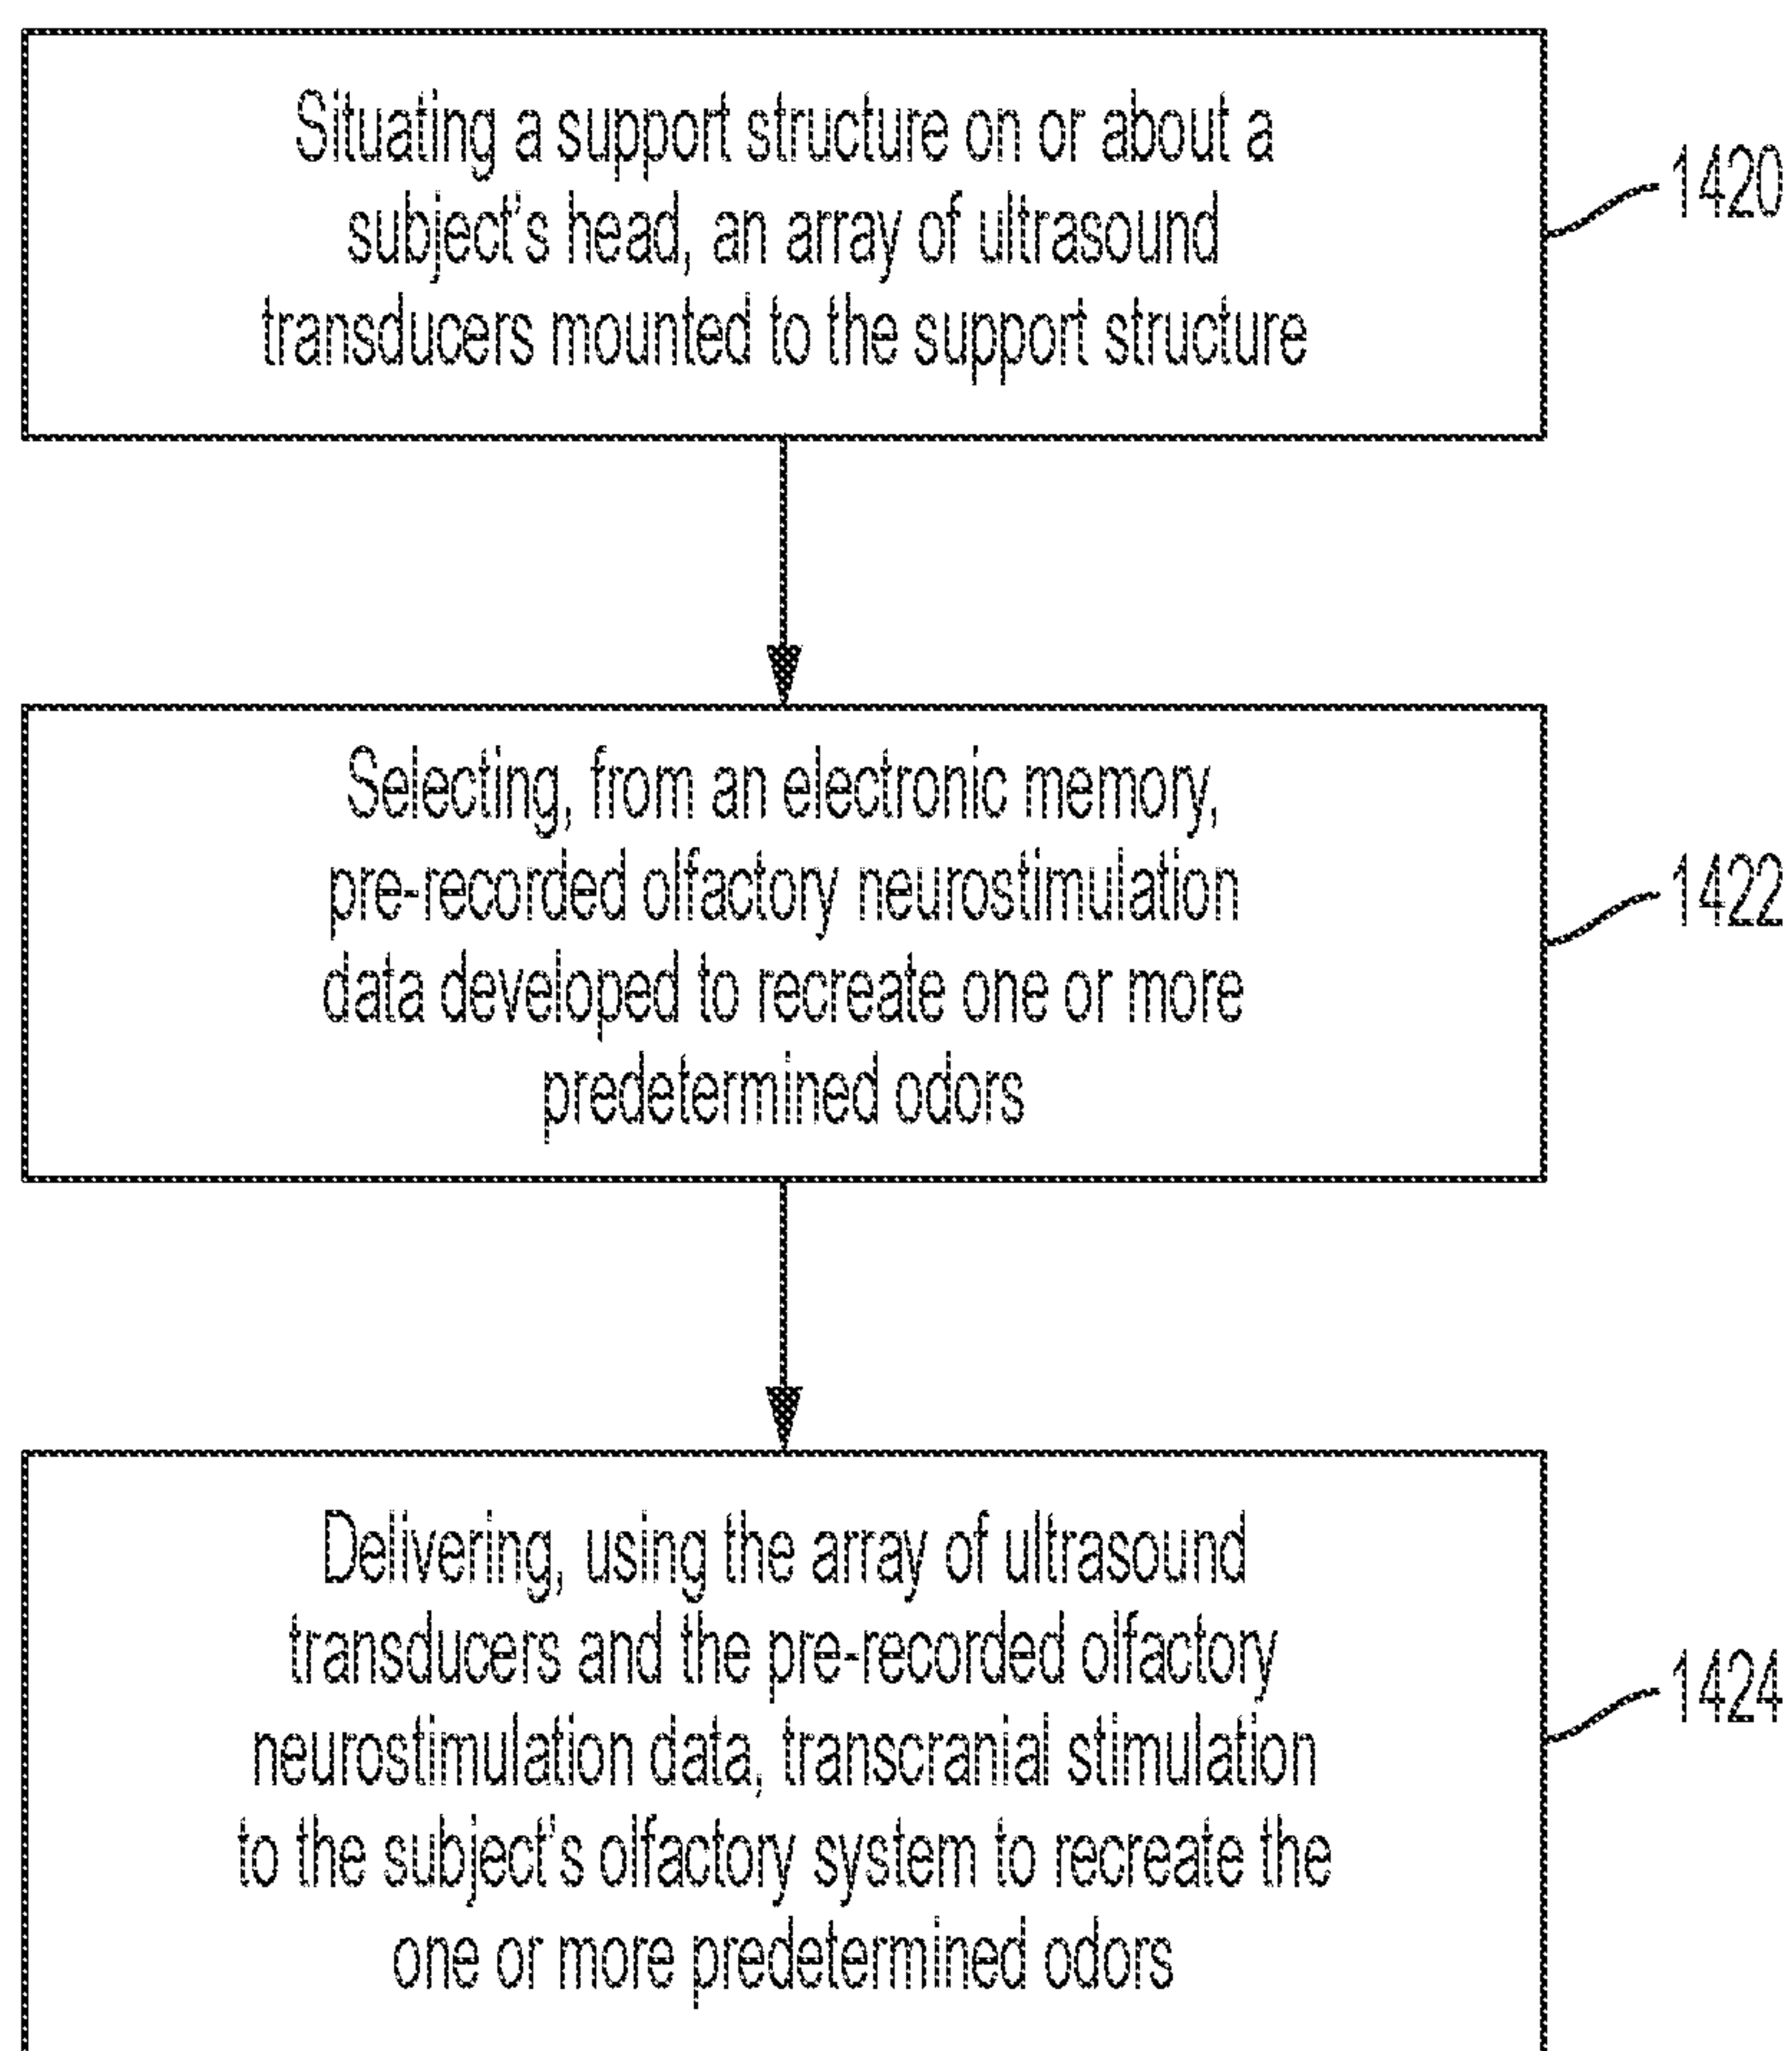 Situating a support structure on or about a
subject's head, an array of ultrasound
transducers mounted to the support structure
1420
Selecting, from an electronic memory,
pre-recorded olfactory neurostimulation
data developed to recreate one or more
predetermined odors
1422
Delivering, using the array of ultrasound
transducers and the pre-recorded olfactory
neurostimulation data, transcranial stimulation
to the subject's olfactory system to recreate the
one or more predetermined odors
1424